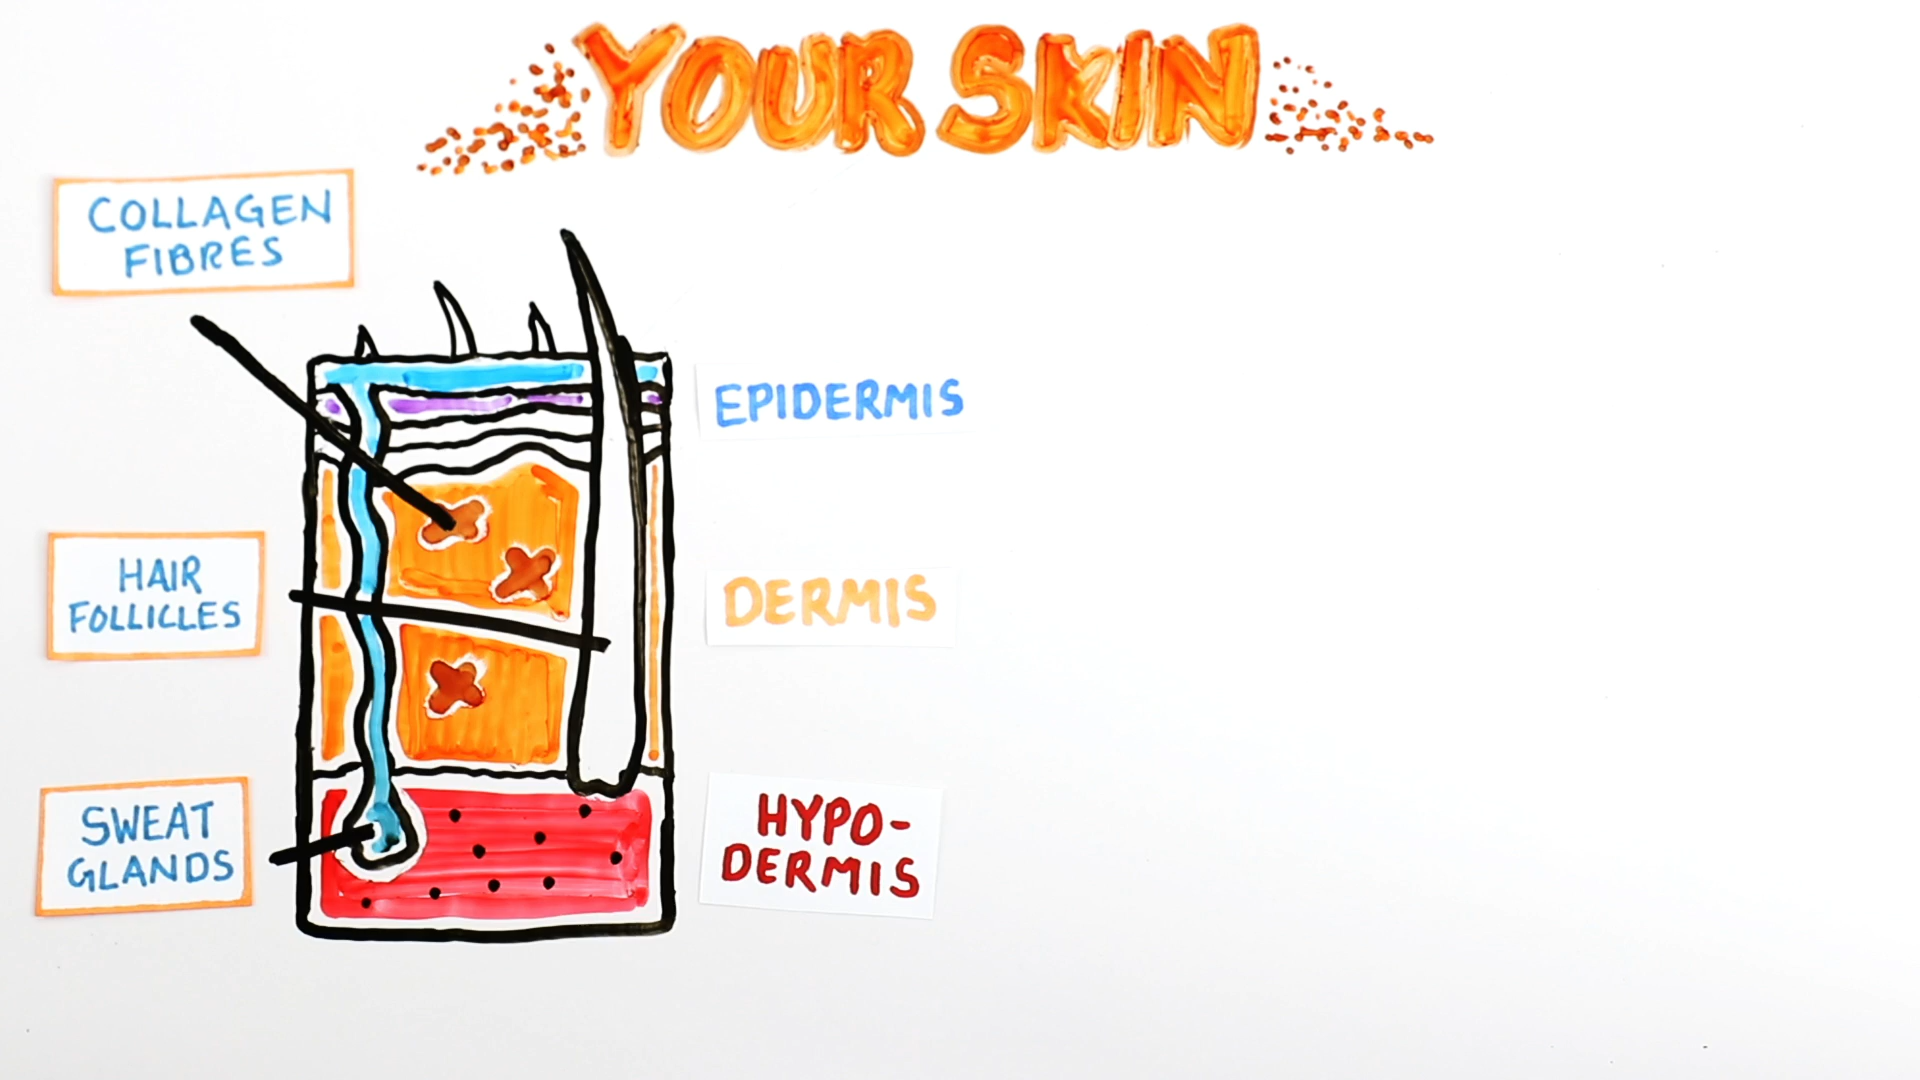 YOUR SKIN
COLLAGEN
FIBRES
EPIDERMIS
HAIR
FOLLICLES
DERMIS
SWEAT
GLANDS
HYPO-
DERMIS